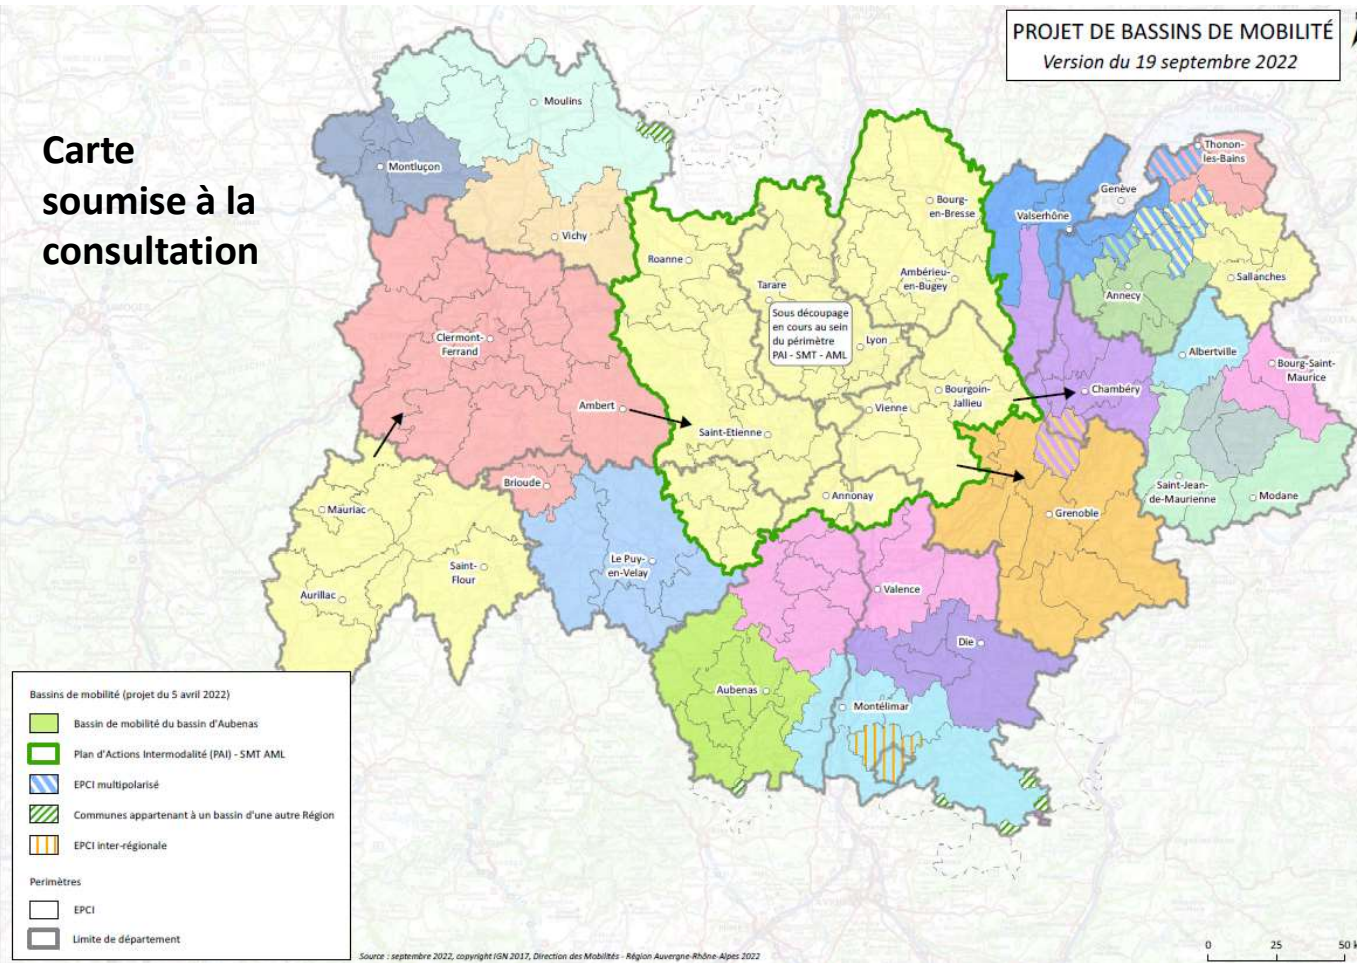 PROJET DE BASSINS DE MOBILITÉ
Version du 19 septembre 2022
Carte
soumise à la
consultation
Moulins
Montluçon
Vichy
Clermont-
Ferrand
Ambert
Brioude
Mauriac
Saint-
Flour
Aurillac
Le Puy-
en-Velay
Roanne
Tarare
Sous découpage
en cours au sein
du périmètre
PAI - SMT - AML
Lyon
Bourg-
en-Bresse
Ambérieu-
en-Bugey
Bourgoin-
Jallieu
Vienne
Saint-Etienne
Annonay
Valserhône
Genève
Thonon-
les-Bains
Sallanches
Annecy
Albertville
Bourg-Saint-
Maurice
Chambéry
Saint-Jean-
de-Maurienne
Modane
Grenoble
Valence
Die
Aubenas
Montélimar
Bassins de mobilité (projet du 5 avril 2022)
Bassin de mobilité du bassin d'Aubenas
Plan d'Actions Intermodalité (PAI) - SMT AML
EPCI multipolarisé
Communes appartenant à un bassin d'une autre Région
EPCI inter-régionale
Perimètres
EPCI
Limite de département
Source : septembre 2022, copyright IGN 2017, Direction des Mobilités - Région Auvergne-Rhône-Alpes 2022
0 25 50 k